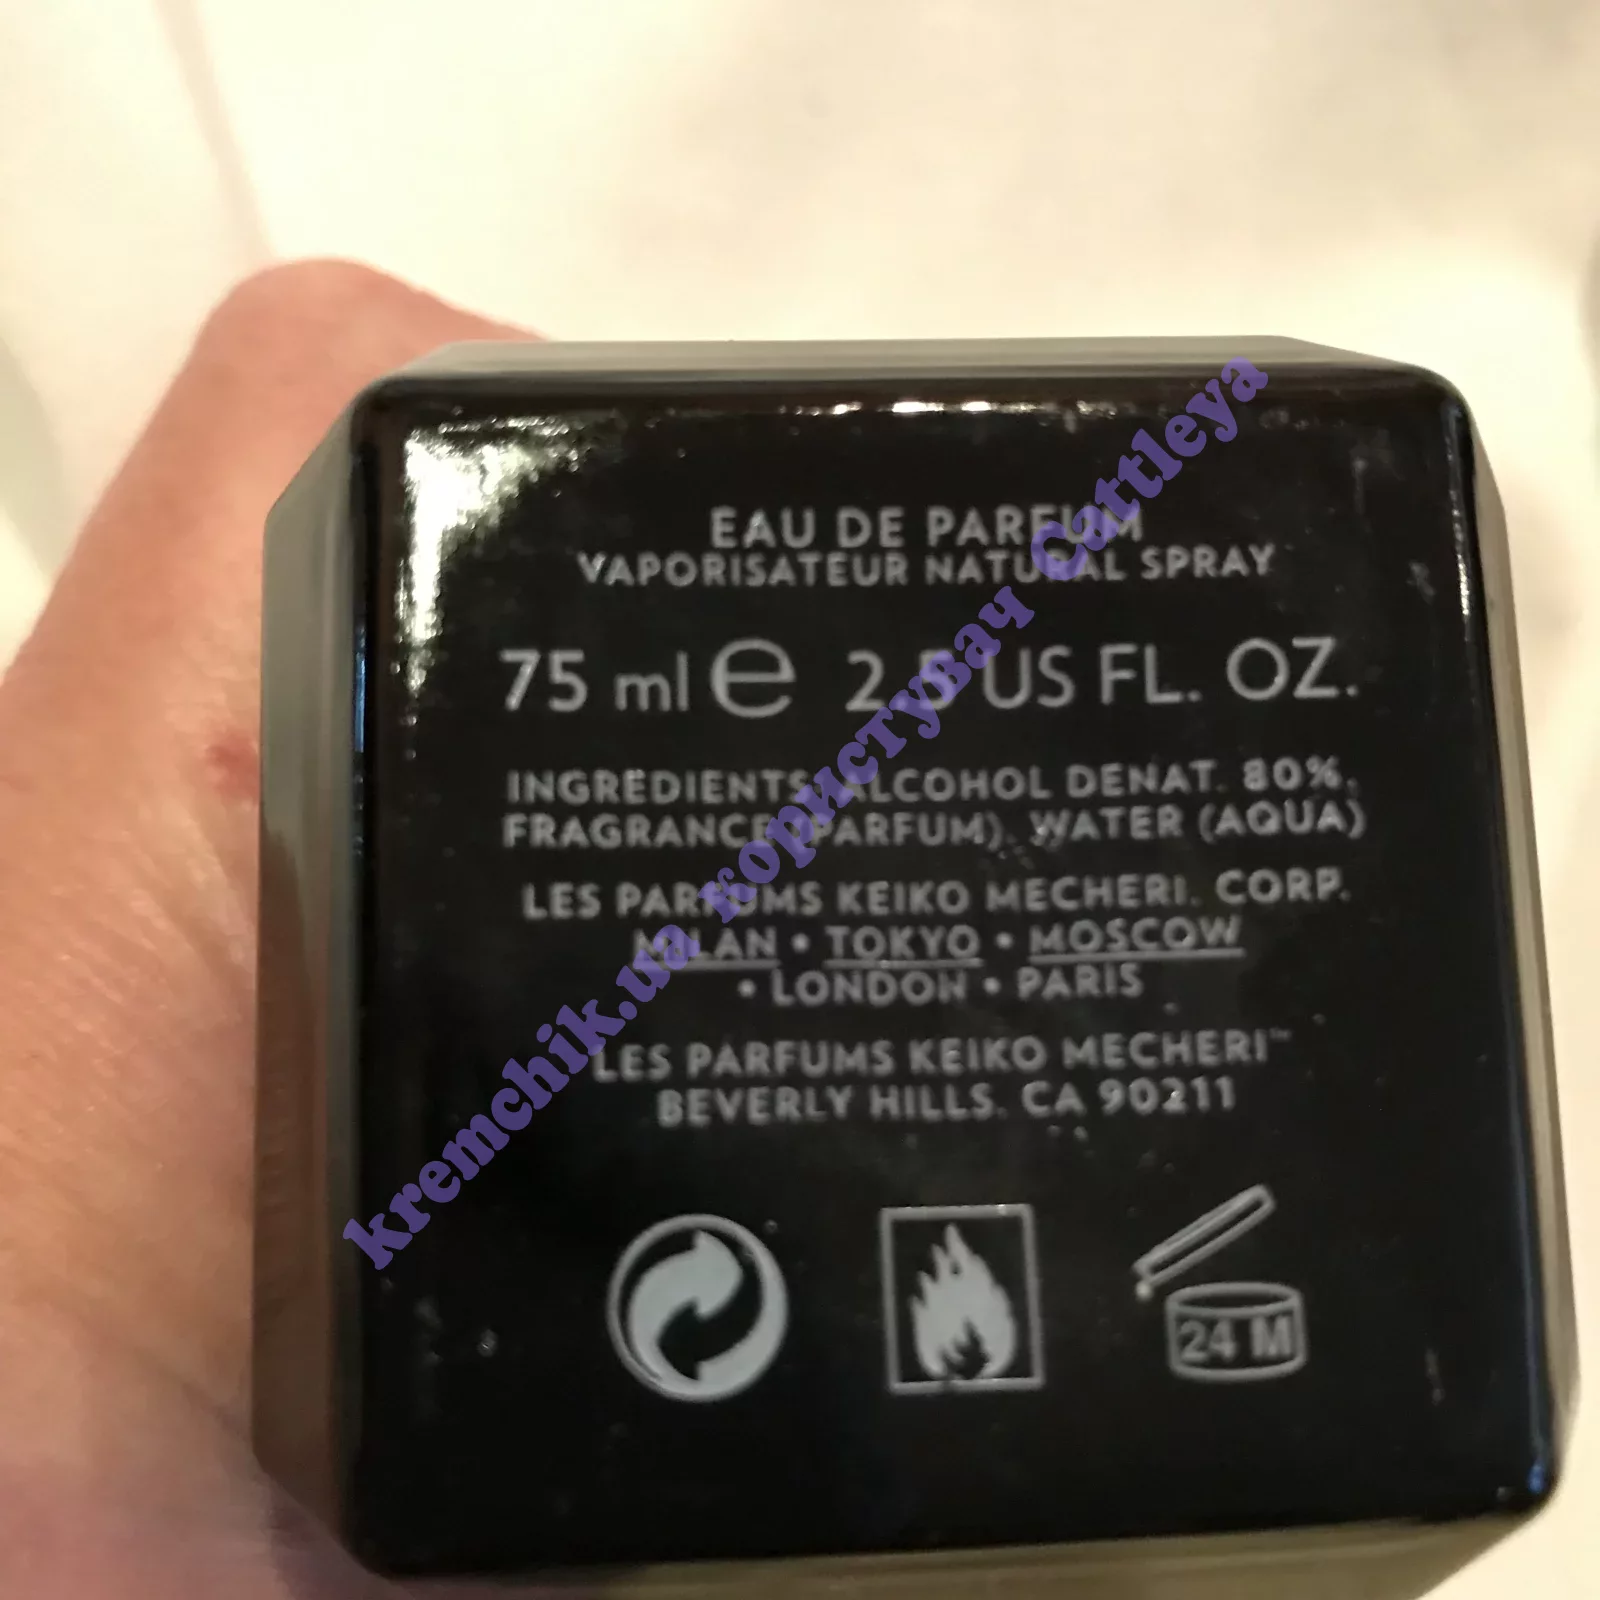 EAU DE PARFUM
VAPORISATEUR NATURAL SPRAY
75 ml e 2.5 US FL. OZ.
INGREDIENTS: ALCOHOL DENAT. 80%,
FRAGRANCE (PARFUM), WATER (AQUA)
LES PARFUMS KEIKO MECHERI. CORP.
MILAN • TOKYO • MOSCOW
• LONDON • PARIS
LES PARFUMS KEIKO MECHERI™
BEVERLY HILLS. CA 90211
24 M
kremchik.ua користувач Cattleya